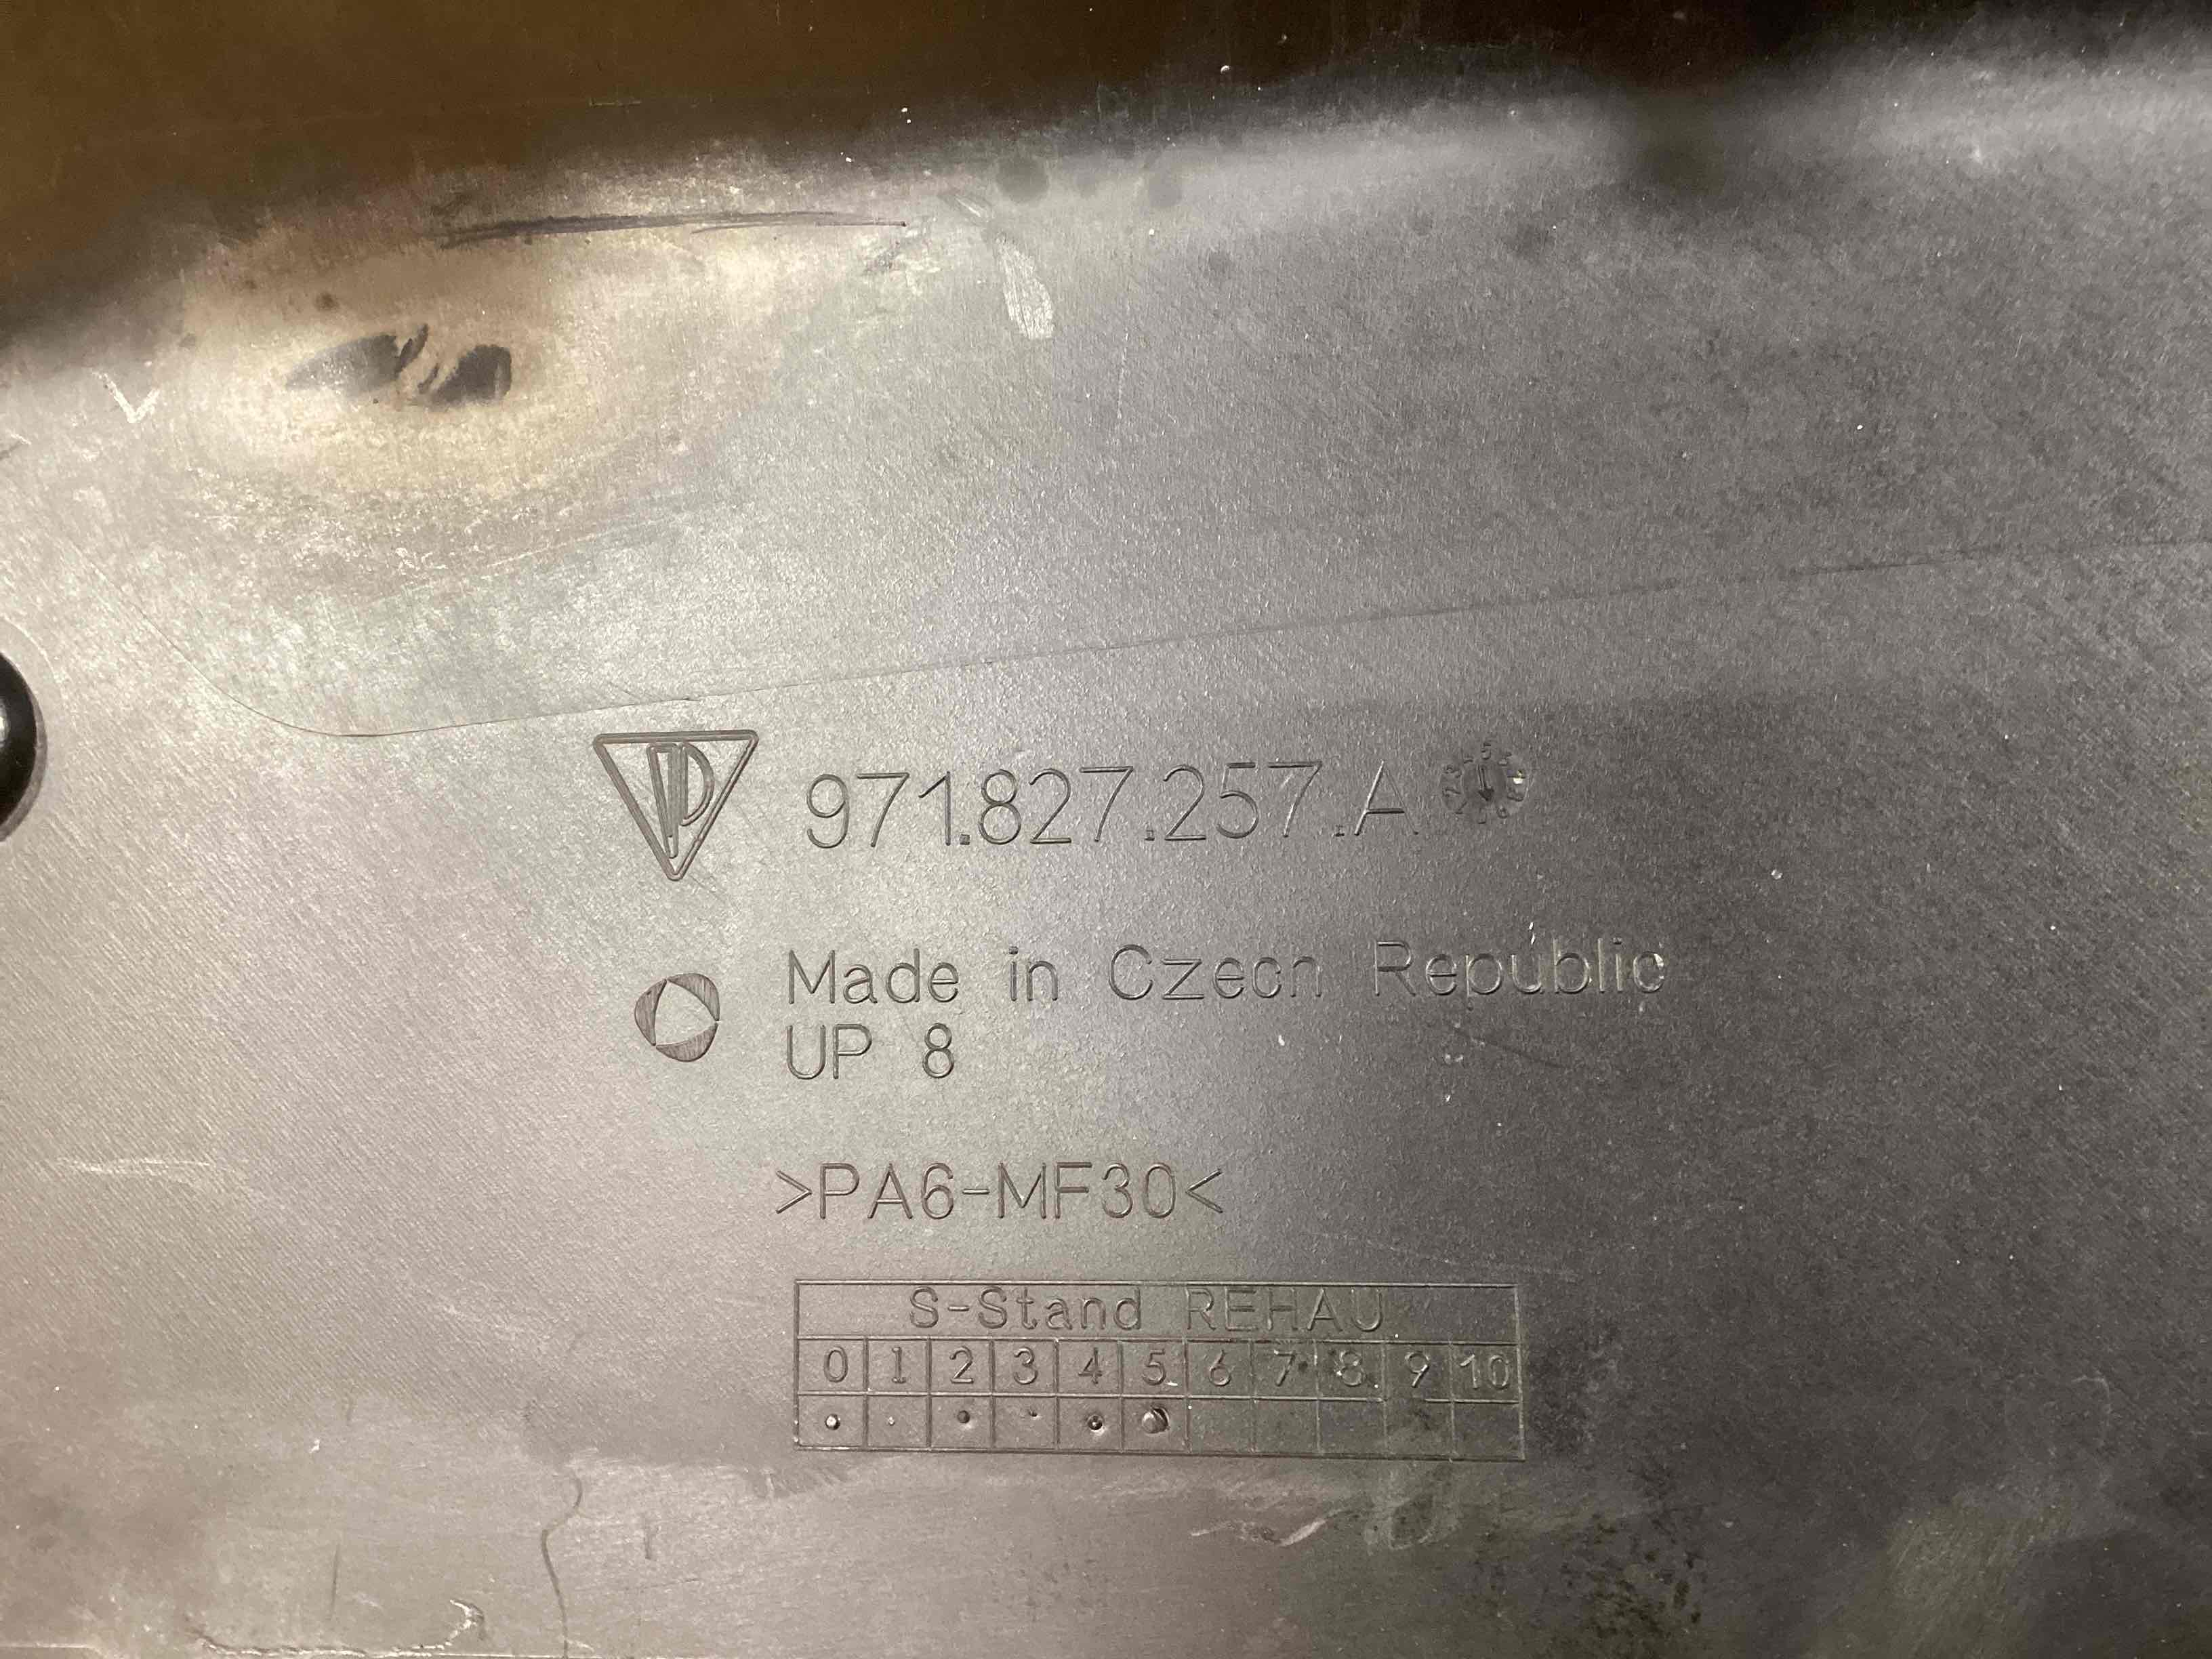 971.827.257.A
Made in Czech Republic
UP 8
>PA6-MF30<
S-Stand REHAU
0 1 2 3 4 5 6 7 8 9 10